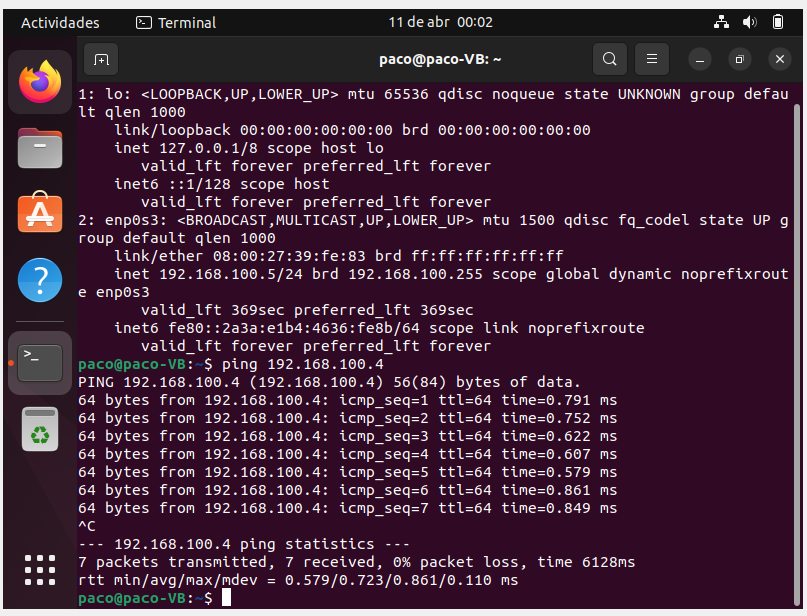 Actividades
Terminal
11 de abr 00:02
paco@paco-VB: ~
1: lo: <LOOPBACK,UP,LOWER_UP> mtu 65536 qdisc noqueue state UNKNOWN group defau
lt qlen 1000
    link/loopback 00:00:00:00:00:00 brd 00:00:00:00:00:00
    inet 127.0.0.1/8 scope host lo
       valid_lft forever preferred_lft forever
    inet6 ::1/128 scope host
       valid_lft forever preferred_lft forever
2: enp0s3: <BROADCAST,MULTICAST,UP,LOWER_UP> mtu 1500 qdisc fq_codel state UP g
roup default qlen 1000
    link/ether 08:00:27:39:fe:83 brd ff:ff:ff:ff:ff:ff
    inet 192.168.100.5/24 brd 192.168.100.255 scope global dynamic noprefixrout
e enp0s3
       valid_lft 369sec preferred_lft 369sec
    inet6 fe80::2a3a:e1b4:4636:fe8b/64 scope link noprefixroute
       valid_lft forever preferred_lft forever
paco@paco-VB:~$ ping 192.168.100.4
PING 192.168.100.4 (192.168.100.4) 56(84) bytes of data.
64 bytes from 192.168.100.4: icmp_seq=1 ttl=64 time=0.791 ms
64 bytes from 192.168.100.4: icmp_seq=2 ttl=64 time=0.752 ms
64 bytes from 192.168.100.4: icmp_seq=3 ttl=64 time=0.622 ms
64 bytes from 192.168.100.4: icmp_seq=4 ttl=64 time=0.607 ms
64 bytes from 192.168.100.4: icmp_seq=5 ttl=64 time=0.579 ms
64 bytes from 192.168.100.4: icmp_seq=6 ttl=64 time=0.861 ms
64 bytes from 192.168.100.4: icmp_seq=7 ttl=64 time=0.849 ms
^C
--- 192.168.100.4 ping statistics ---
7 packets transmitted, 7 received, 0% packet loss, time 6128ms
rtt min/avg/max/mdev = 0.579/0.723/0.861/0.110 ms
paco@paco-VB:~$